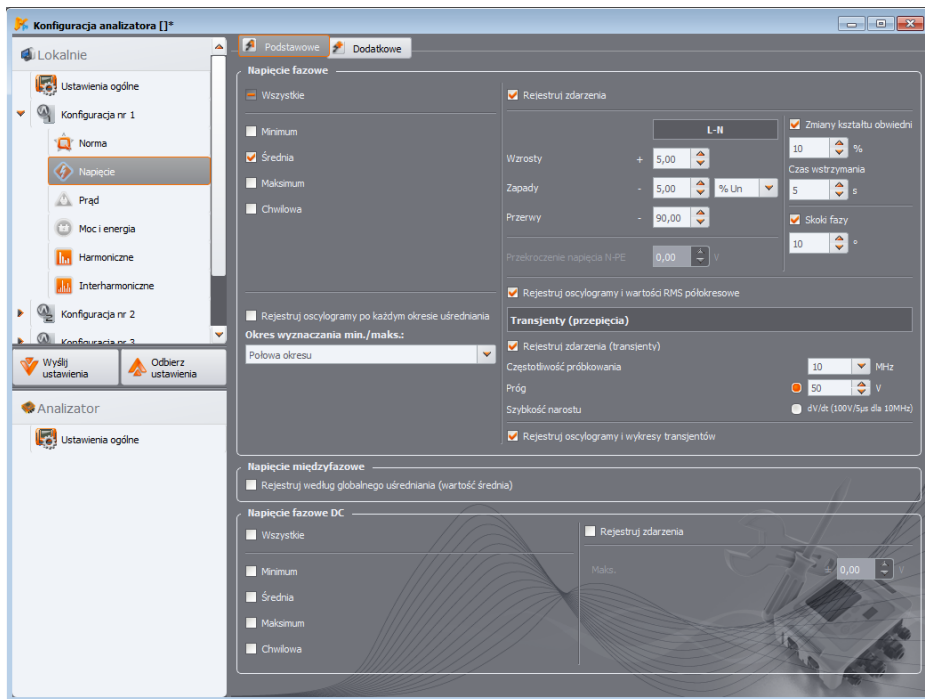 Konfiguracja analizatora []*
Lokalnie
Ustawienia ogólne
Konfiguracja nr 1
Norma
Napięcie
Prąd
Moc i energia
Harmoniczne
Interharmoniczne
Konfiguracja nr 2
Konfiguracja nr 3
Wyślij ustawienia
Odbierz ustawienia
Analizator
Ustawienia ogólne
Podstawowe
Dodatkowe
Napięcie fazowe
Wszystkie
Minimum
Średnia
Maksimum
Chwilowa
Rejestruj oscylogramy po każdym okresie uśredniania
Okres wyznaczania min./maks.:
Połowa okresu
Rejestruj zdarzenia
L-N
Wzrosty + 5,00
Zapady - 5,00 % Un
Przerwy - 90,00
Przekroczenie napięcia N-PE 0,00 V
Zmiany kształtu obwiedni
10 %
Czas wstrzymania
5 s
Skoki fazy
10 °
Rejestruj oscylogramy i wartości RMS półokresowe
Transjenty (przepięcia)
Rejestruj zdarzenia (transjenty)
Częstotliwość próbkowania 10 MHz
Próg 50 V
Szybkość narostu dV/dt (100V/5µs dla 10MHz)
Rejestruj oscylogramy i wykresy transjentów
Napięcie międzyfazowe
Rejestruj według globalnego uśredniania (wartość średnia)
Napięcie fazowe DC
Wszystkie
Minimum
Średnia
Maksimum
Chwilowa
Rejestruj zdarzenia
Maks. ± 0,00 V